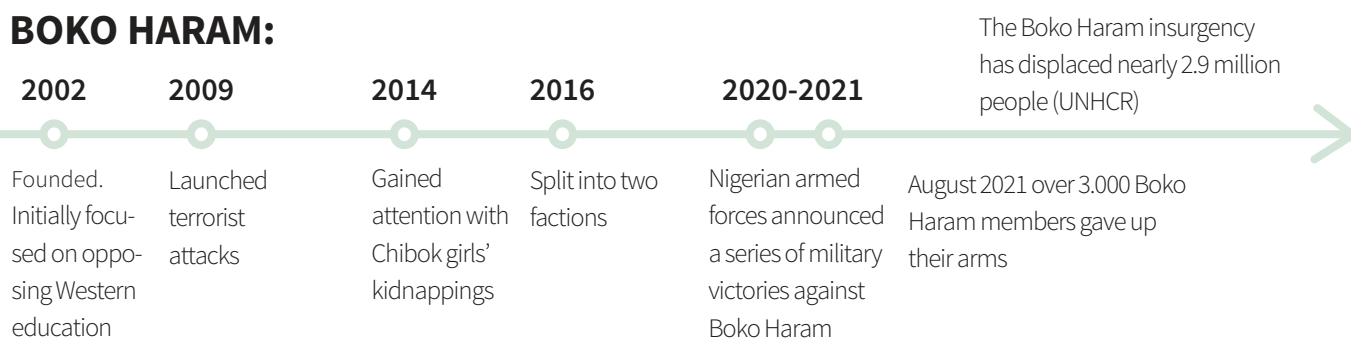 BOKO HARAM:
2002
Founded.
Initially focu-
sed on oppo-
sing Western
education
2009
Launched
terrorist
attacks
2014
Gained
attention with
Chibok girls’
kidnappings
2016
Split into two
factions
2020-2021
Nigerian armed
forces announced
a series of military
victories against
Boko Haram
August 2021 over 3.000 Boko
Haram members gave up
their arms
The Boko Haram insurgency
has displaced nearly 2.9 million
people (UNHCR)